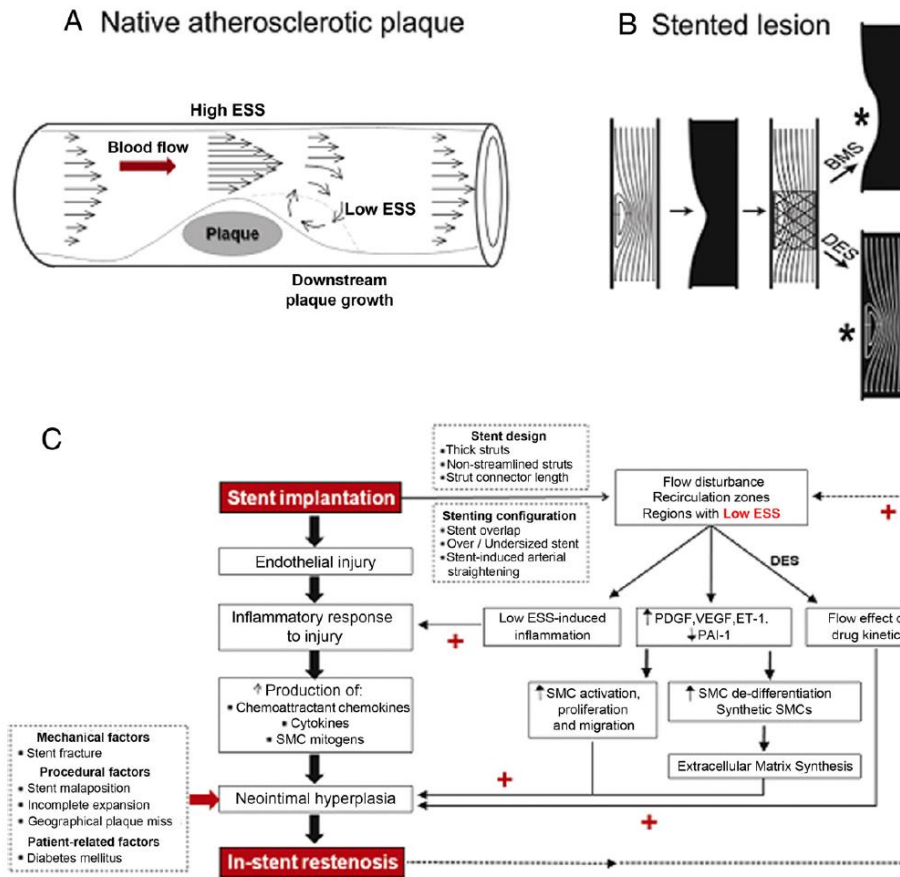 A Native atherosclerotic plaque
High ESS
Blood flow
Low ESS
Plaque
Downstream
plaque growth
B Stented lesion
*
BMS
DES
*
C
Stent design
▪Thick struts
▪Non-streamlined struts
▪Strut connector length
Stent implantation
Stenting configuration
▪Stent overlap
▪Over / Undersized stent
▪Stent-induced arterial
straightening
Flow disturbance
Recirculation zones
Regions with Low ESS
+
DES
Endothelial injury
Inflammatory response
to injury
+
Low ESS-induced
inflammation
↑PDGF,VEGF,ET-1.
↓PAI-1
Flow effect
drug kinetic
↑Production of:
▪Chemoattractant chemokines
▪Cytokines
▪SMC mitogens
↑SMC activation,
proliferation
and migration
↑SMC de-differentiation
Synthetic SMCs
Extracellular Matrix Synthesis
Mechanical factors
▪Stent fracture
Procedural factors
▪Stent malaposition
▪Incomplete expansion
▪Geographical plaque miss
Patient-related factors
▪Diabetes mellitus
Neointimal hyperplasia
+
+
In-stent restenosis